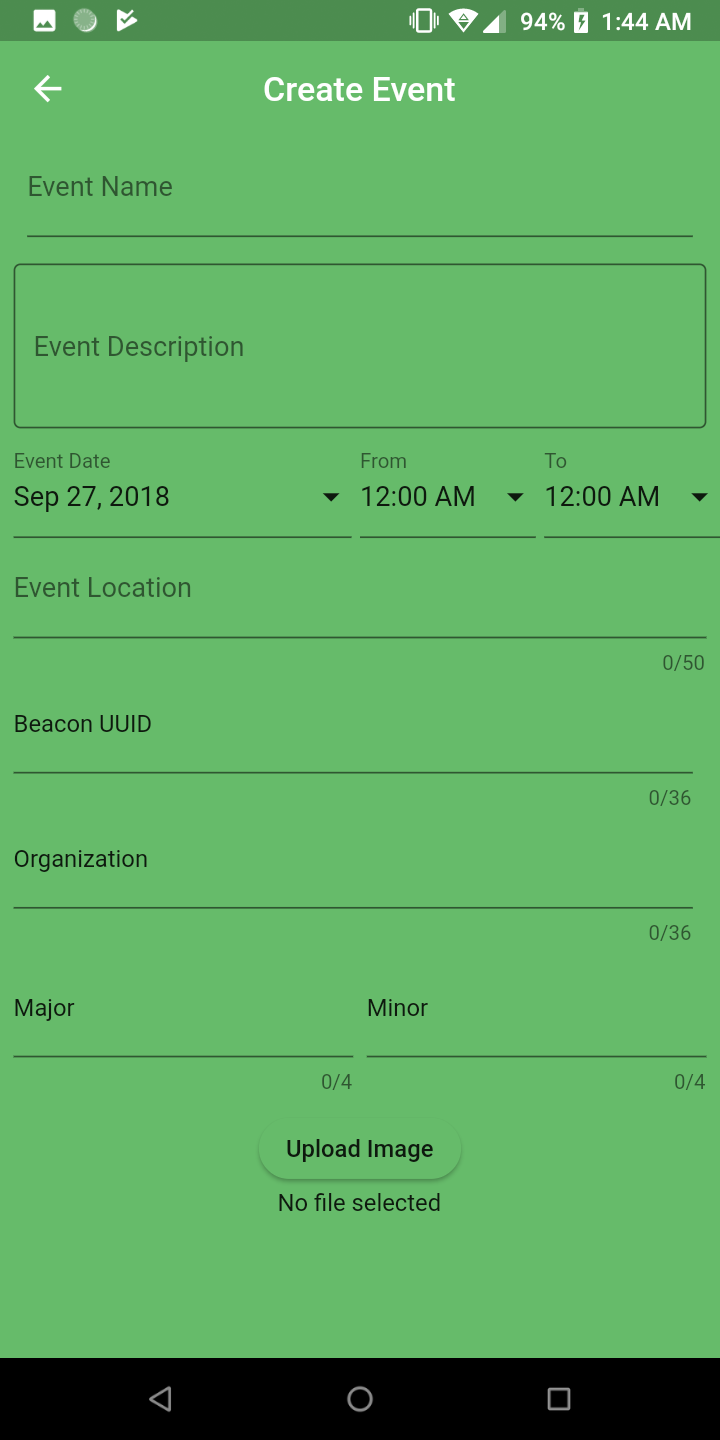 94% 1:44 AM
Create Event
Event Name
Event Description
Event Date From To
Sep 27, 2018 12:00 AM 12:00 AM
Event Location
0/50
Beacon UUID
0/36
Organization
0/36
Major Minor
0/4 0/4
Upload Image
No file selected